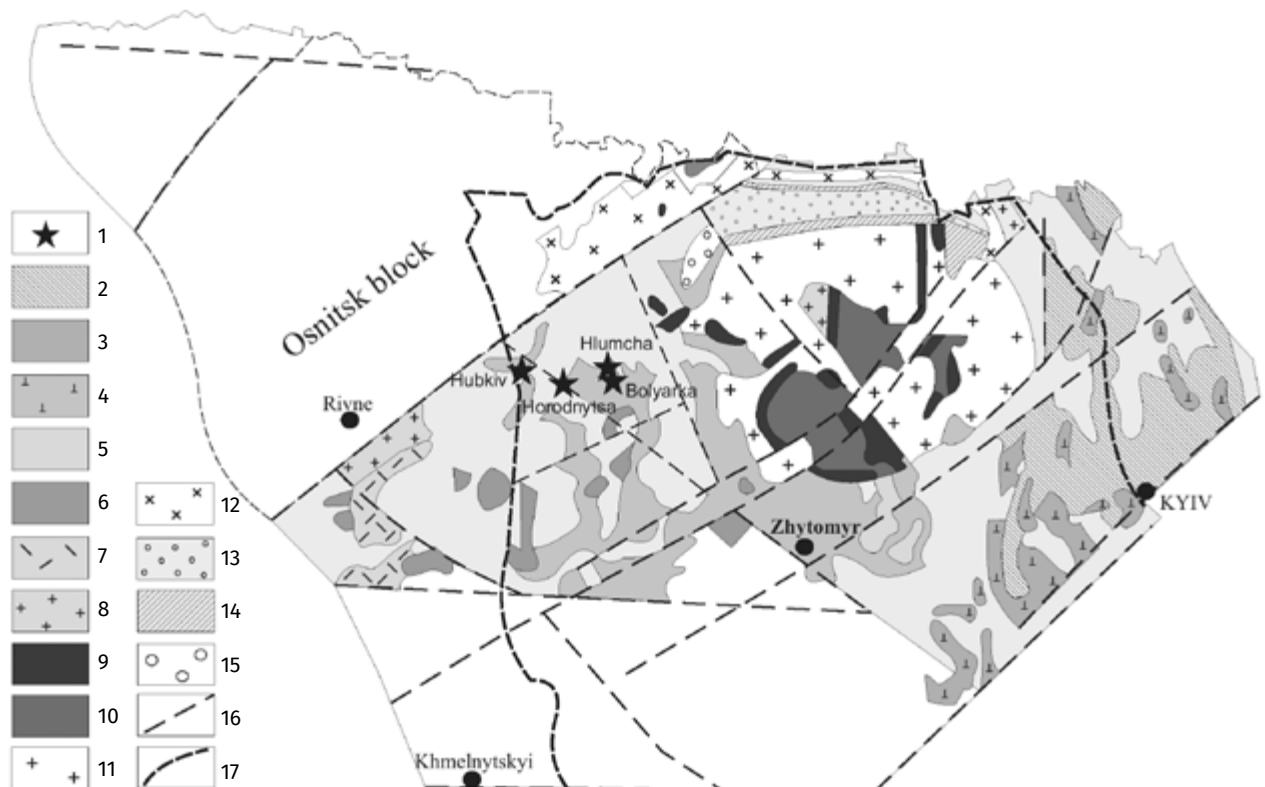 Osnitsk block
Hlumcha
Hubkiv
Bolyarka
Horodnytsa
Rivne
KYIV
Zhytomyr
Khmelnytskyi
1
2
3
4
5
6
7
8
9
10
11
12
13
14
15
16
17